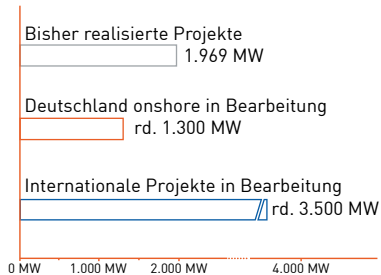 Bisher realisierte Projekte
1.969 MW
Deutschland onshore in Bearbeitung
rd. 1.300 MW
Internationale Projekte in Bearbeitung
rd. 3.500 MW
0 MW 1.000 MW 2.000 MW 4.000 MW